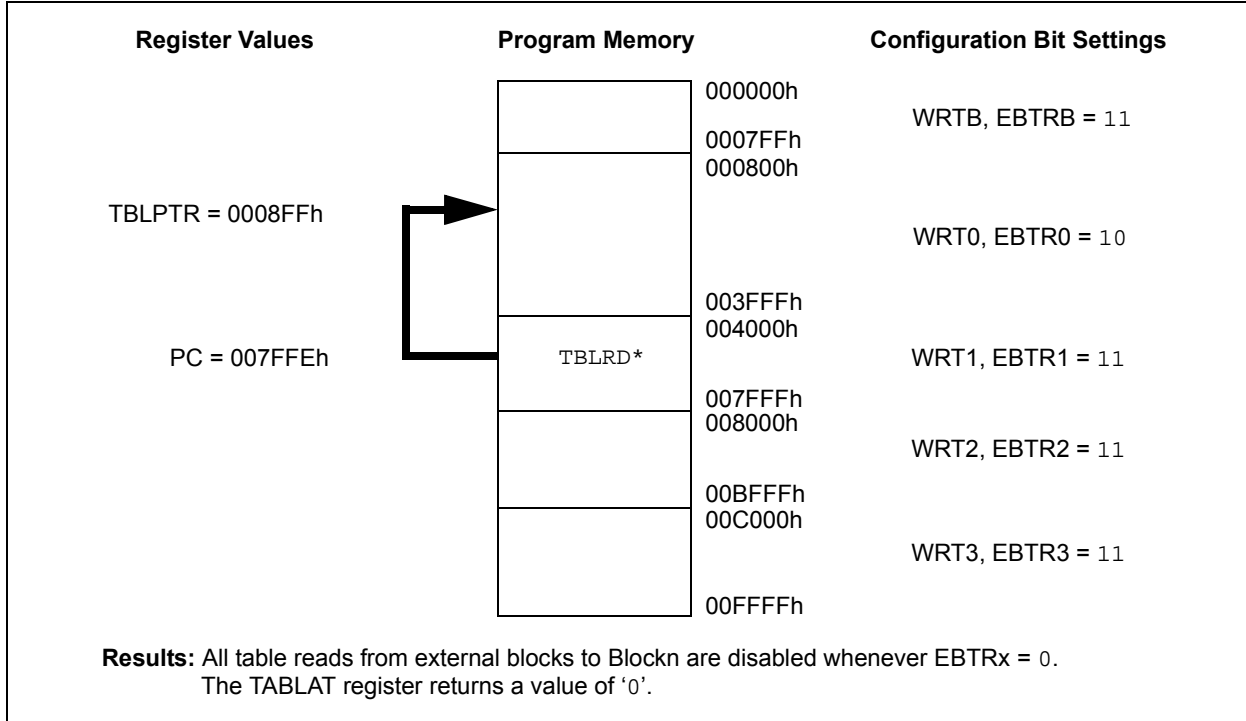 Register Values Program Memory Configuration Bit Settings
000000h
WRTB, EBTRB = 11
0007FFh
000800h
TBLPTR = 0008FFh
WRT0, EBTR0 = 10
003FFFh
004000h
PC = 007FFEh TBLRD* WRT1, EBTR1 = 11
007FFFh
008000h
WRT2, EBTR2 = 11
00BFFFh
00C000h
WRT3, EBTR3 = 11
00FFFFh
Results: All table reads from external blocks to Blockn are disabled whenever EBTRx = 0.
The TABLAT register returns a value of ‘0’.